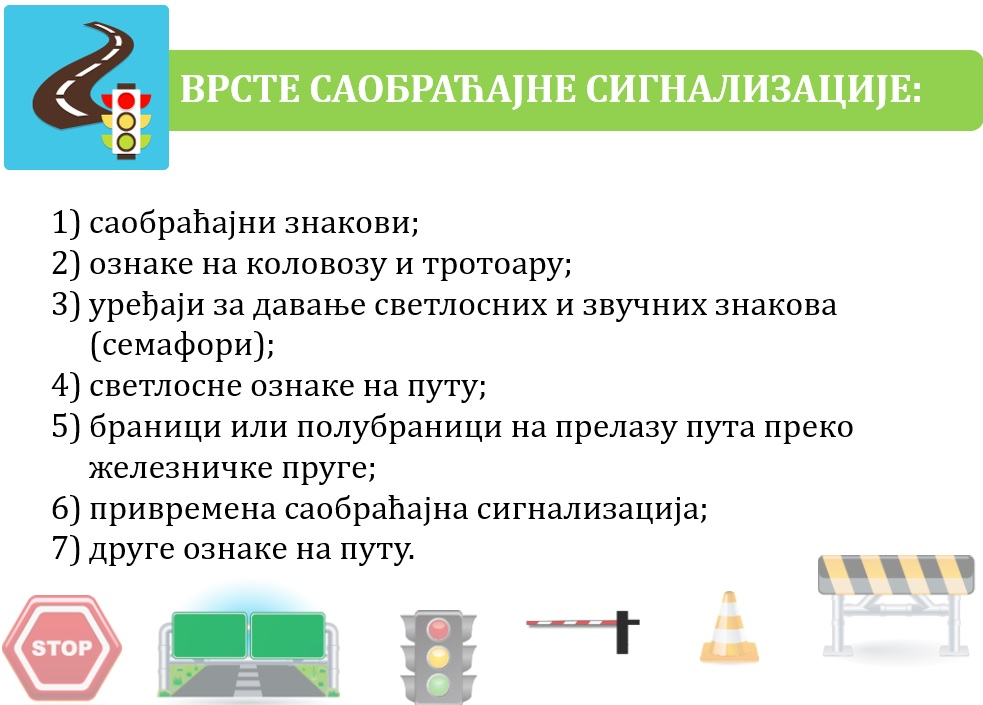 ВРСТЕ САОБРАЋАЈНЕ СИГНАЛИЗАЦИЈЕ:
1) саобраћајни знакови;
2) ознаке на коловозу и тротоару;
3) уређаји за давање светлосних и звучних знакова
(семафори);
4) светлосне ознаке на путу;
5) браници или полубраници на прелазу пута преко
железничке пруге;
6) привремена саобраћајна сигнализација;
7) друге ознаке на путу.
STOP